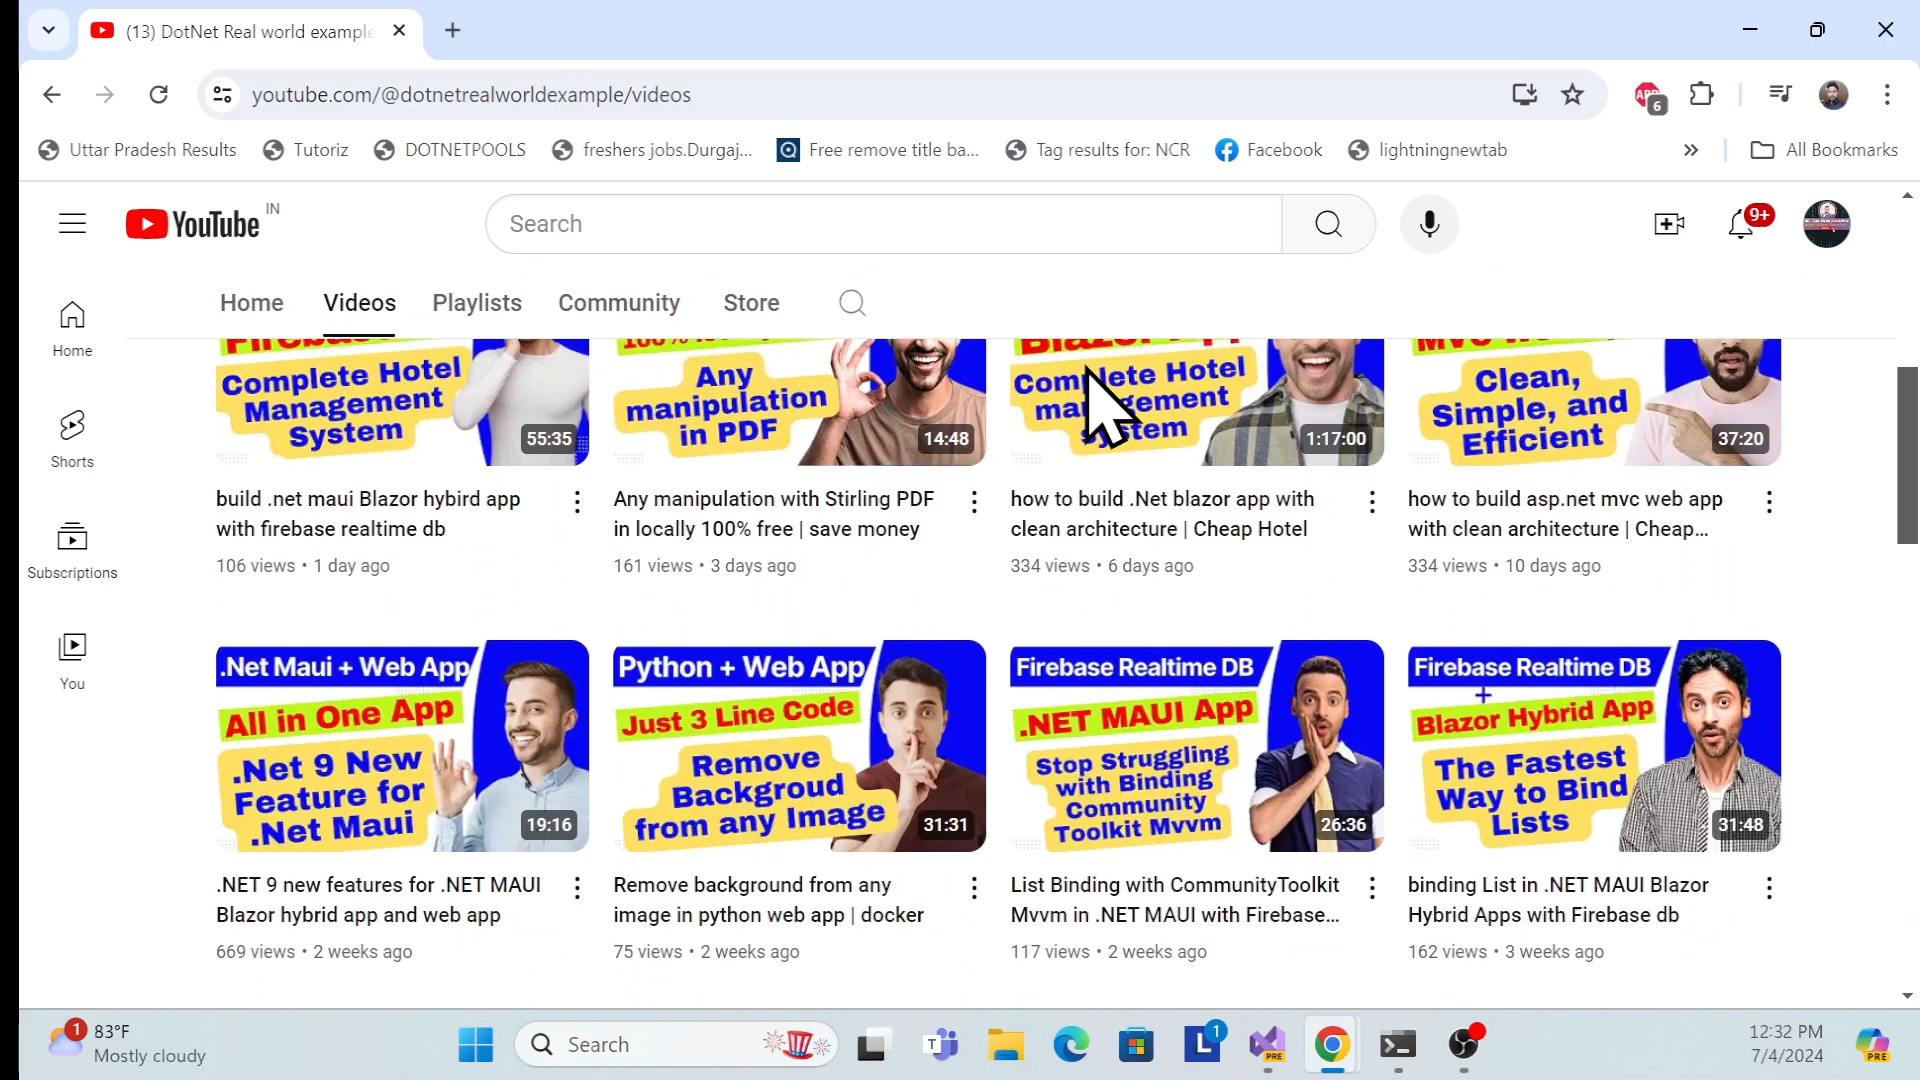 (13) DotNet Real world example
youtube.com/@dotnetrealworldexample/videos
6
Uttar Pradesh Results
Tutoriz
DOTNETPOOLS
freshers jobs.Durgaj...
Free remove title ba...
Tag results for: NCR
Facebook
lightningnewtab
All Bookmarks
YouTube IN
Search
9+
Home
Videos
Playlists
Community
Store
Home
Shorts
Subscriptions
You
Complete Hotel
Management
System
55:35
Any
manipulation
in PDF
14:48
Blazor App
Complete Hotel
management
system
1:17:00
Clean,
Simple, and
Efficient
37:20
build .net maui Blazor hybird app
with firebase realtime db
106 views • 1 day ago
Any manipulation with Stirling PDF
in locally 100% free | save money
161 views • 3 days ago
how to build .Net blazor app with
clean architecture | Cheap Hotel
334 views • 6 days ago
how to build asp.net mvc web app
with clean architecture | Cheap...
334 views • 10 days ago
.Net Maui + Web App
All in One App
.Net 9 New
Feature for
.Net Maui
19:16
Python + Web App
Just 3 Line Code
Remove
Backgroud
from any Image
31:31
Firebase Realtime DB
.NET MAUI App
Stop Struggling
with Binding
Community
Toolkit Mvvm
26:36
Firebase Realtime DB
+
Blazor Hybrid App
The Fastest
Way to Bind
Lists
31:48
.NET 9 new features for .NET MAUI
Blazor hybrid app and web app
669 views • 2 weeks ago
Remove background from any
image in python web app | docker
75 views • 2 weeks ago
List Binding with CommunityToolkit
Mvvm in .NET MAUI with Firebase...
117 views • 2 weeks ago
binding List in .NET MAUI Blazor
Hybrid Apps with Firebase db
162 views • 3 weeks ago
1
83°F
Mostly cloudy
Search
T
L
1
PRE
12:32 PM
7/4/2024
PRE